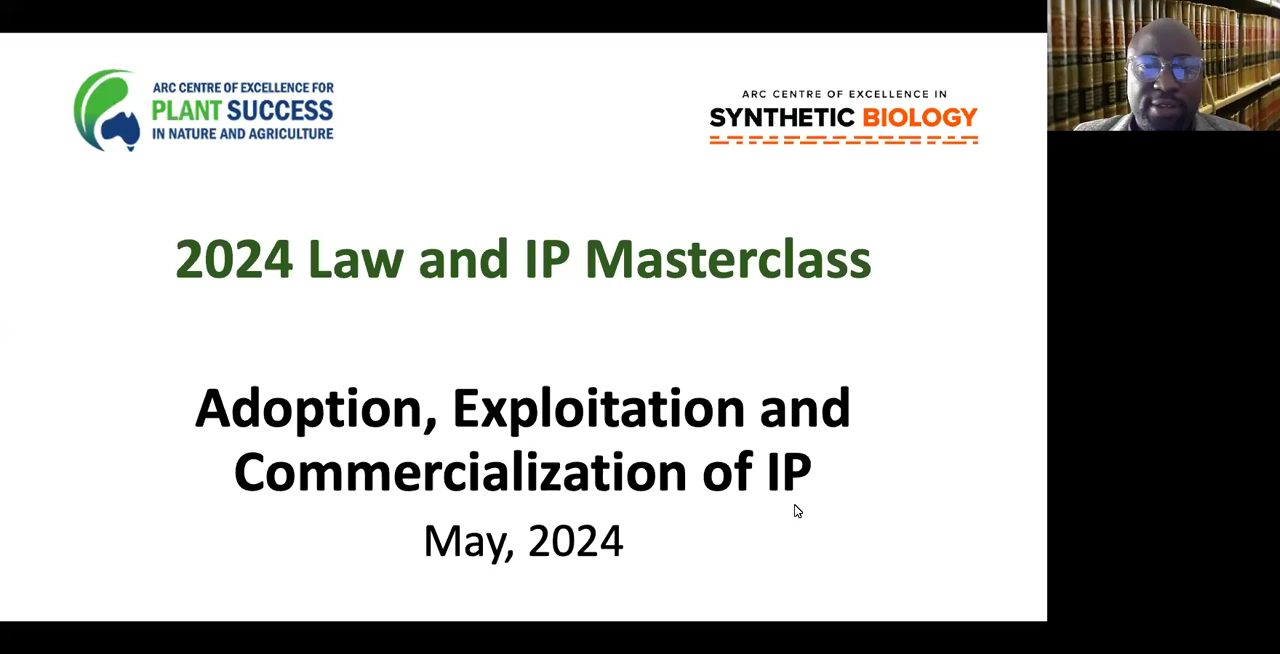 ARC CENTRE OF EXCELLENCE FOR
PLANT SUCCESS
IN NATURE AND AGRICULTURE
ARC CENTRE OF EXCELLENCE IN
SYNTHETIC BIOLOGY
2024 Law and IP Masterclass
Adoption, Exploitation and
Commercialization of IP
May, 2024